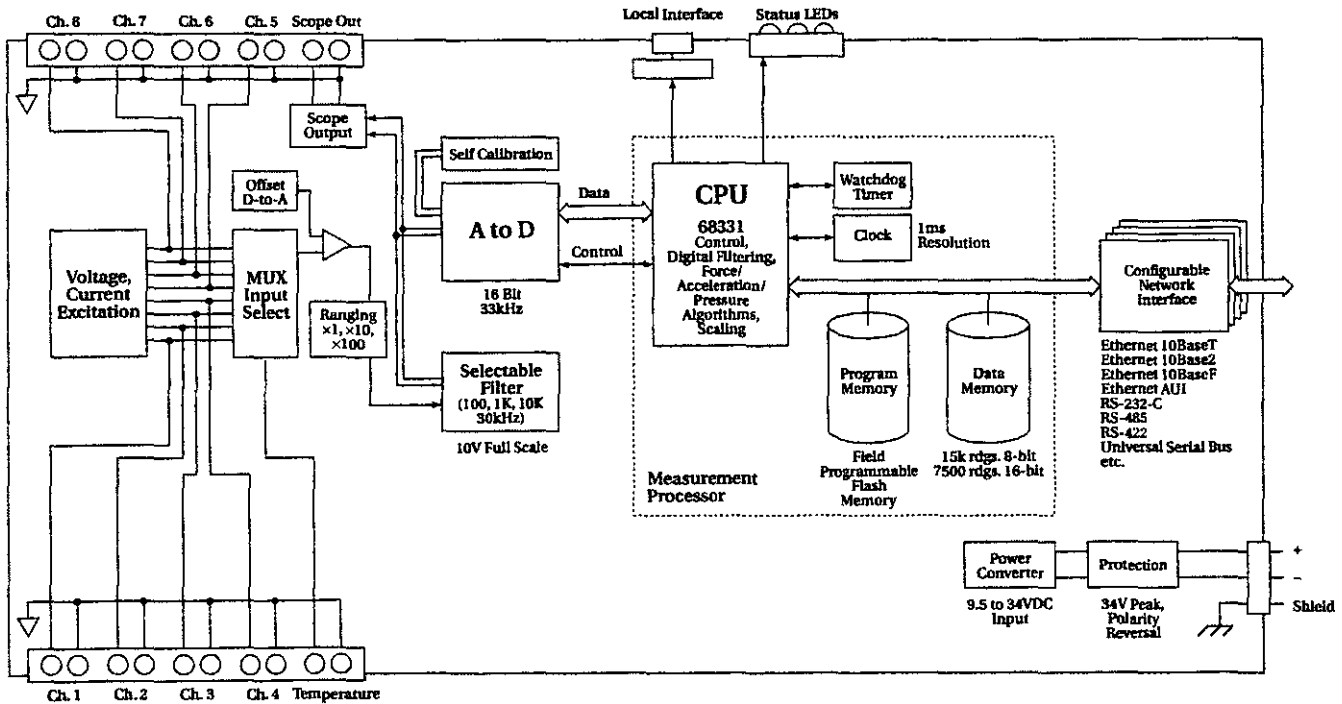 Ch. 8
Ch. 7
Ch. 6
Ch. 5
Scope Out
Local Interface
Status LEDs
Scope
Output
Self Calibration
Offset
D-to-A
A to D
Data
Control
16 Bit
33kHz
CPU
68331
Control,
Digital Filtering,
Force/
Acceleration/
Pressure
Algorithms,
Scaling
Watchdog
Timer
Clock
1ms
Resolution
Voltage,
Current
Excitation
MUX
Input
Select
Ranging
×1, ×10,
×100
Selectable
Filter
(100, 1K, 10K
30kHz)
10V Full Scale
Program
Memory
Data
Memory
Field
Programmable
Flash
Memory
15k rdgs. 8-bit
7500 rdgs. 16-bit
Measurement
Processor
Configurable
Network
Interface
Ethernet 10BaseT
Ethernet 10Base2
Ethernet 10BaseF
Ethernet AUI
RS-232-C
RS-485
RS-422
Universal Serial Bus
etc.
Power
Converter
Protection
+
−
Shield
9.5 to 34VDC
Input
34V Peak,
Polarity
Reversal
Ch. 1
Ch. 2
Ch. 3
Ch. 4
Temperature